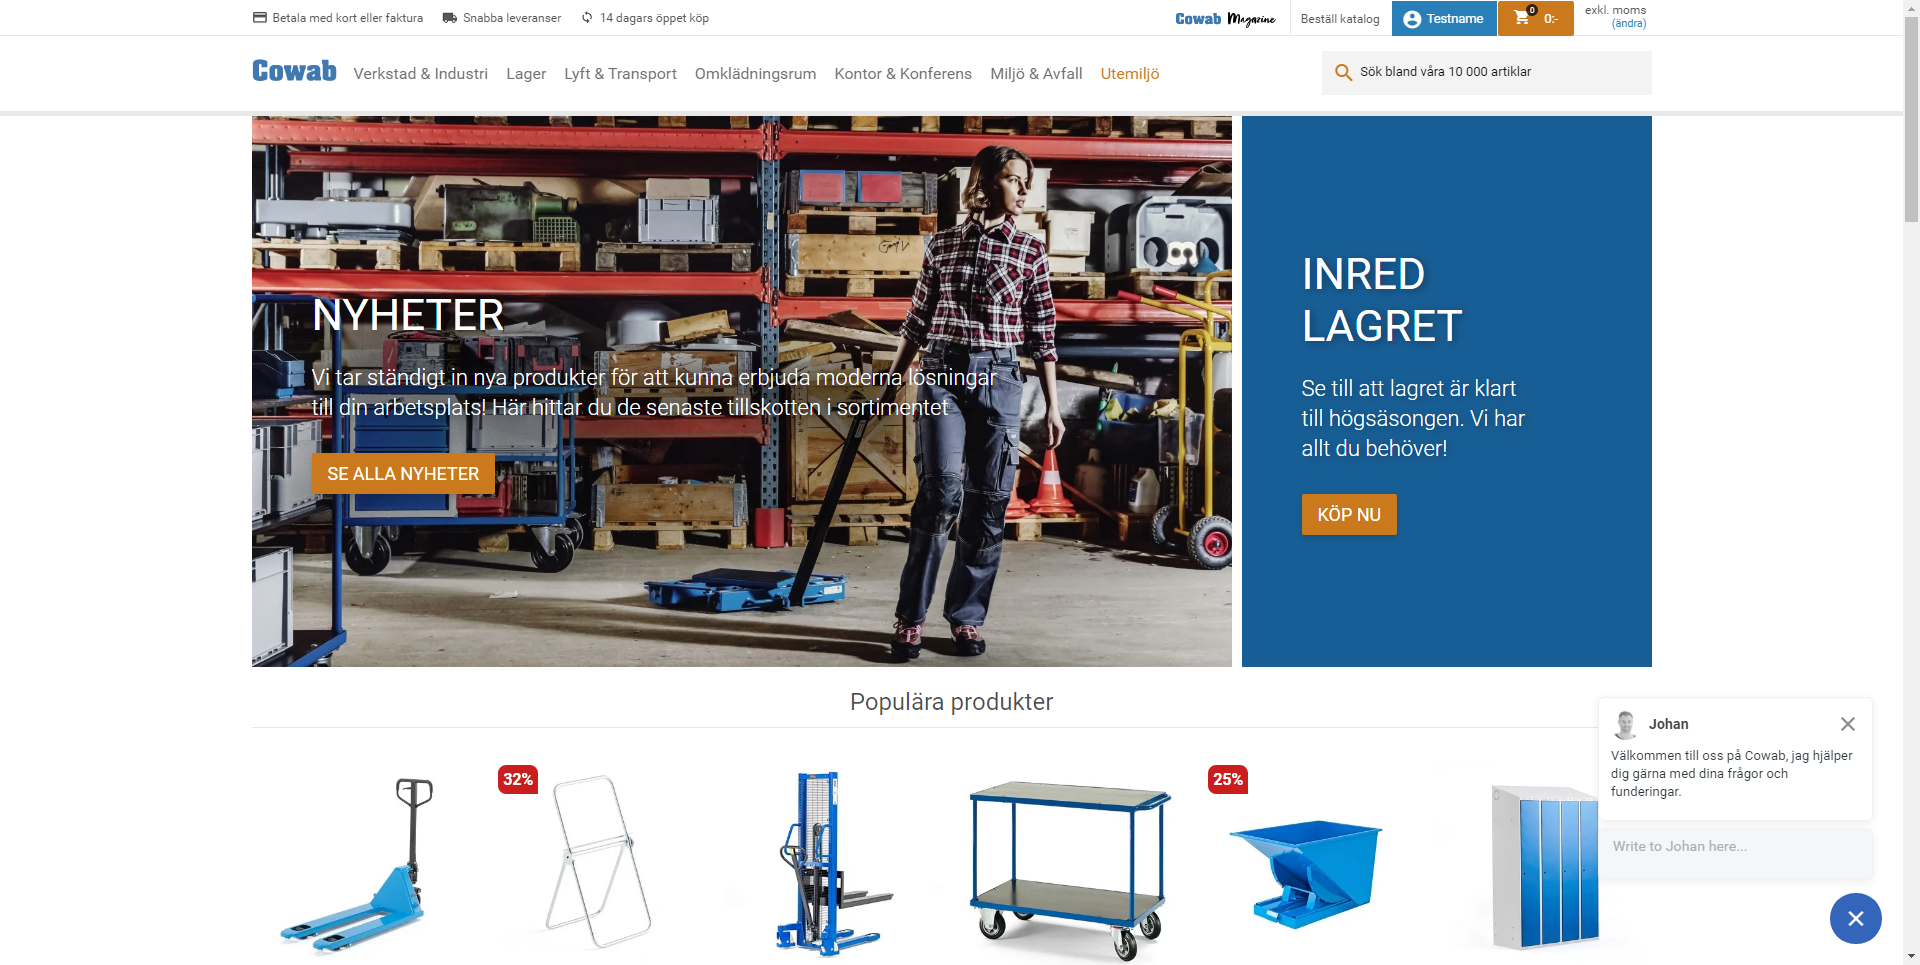 Betala med kort eller faktura
Snabba leveranser
14 dagars öppet köp
Cowab Magazine
Beställ katalog
Testname
0
0:-
exkl. moms
(ändra)
Cowab
Verkstad & Industri
Lager
Lyft & Transport
Omklädningsrum
Kontor & Konferens
Miljö & Avfall
Utemiljö
Sök bland våra 10 000 artiklar
NYHETER
Vi tar ständigt in nya produkter för att kunna erbjuda moderna lösningar
till din arbetsplats! Här hittar du de senaste tillskotten i sortimentet
SE ALLA NYHETER
INRED
LAGRET
Se till att lagret är klart
till högsäsongen. Vi har
allt du behöver!
KÖP NU
Populära produkter
32%
25%
Johan
Välkommen till oss på Cowab, jag hjälper
dig gärna med dina frågor och
funderingar.
Write to Johan here...